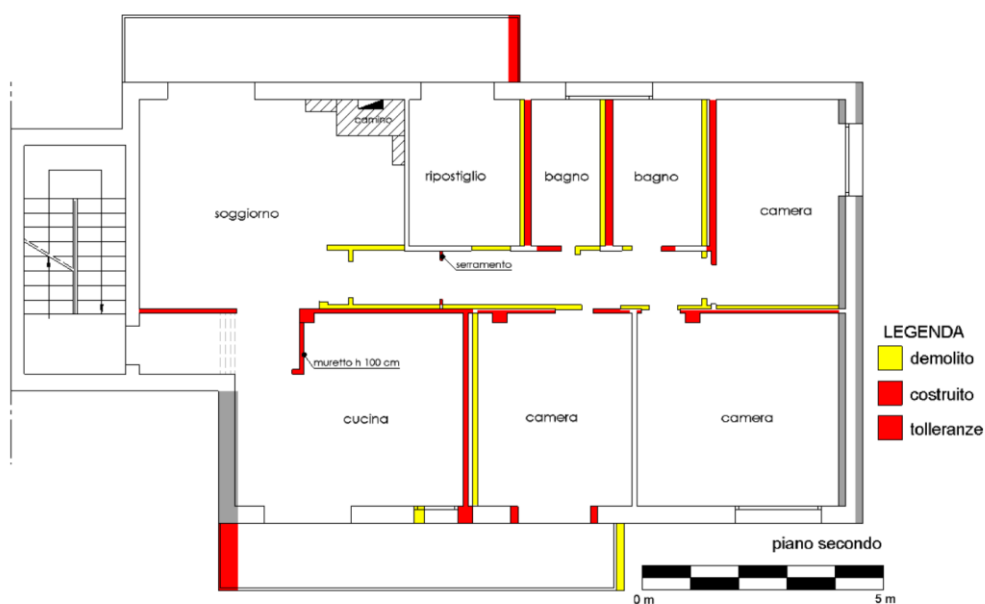 camino
ripostiglio
bagno
bagno
camera
soggiorno
serramento
muretto h 100 cm
cucina
camera
camera
LEGENDA
demolito
costruito
tolleranze
piano secondo
0 m
5 m